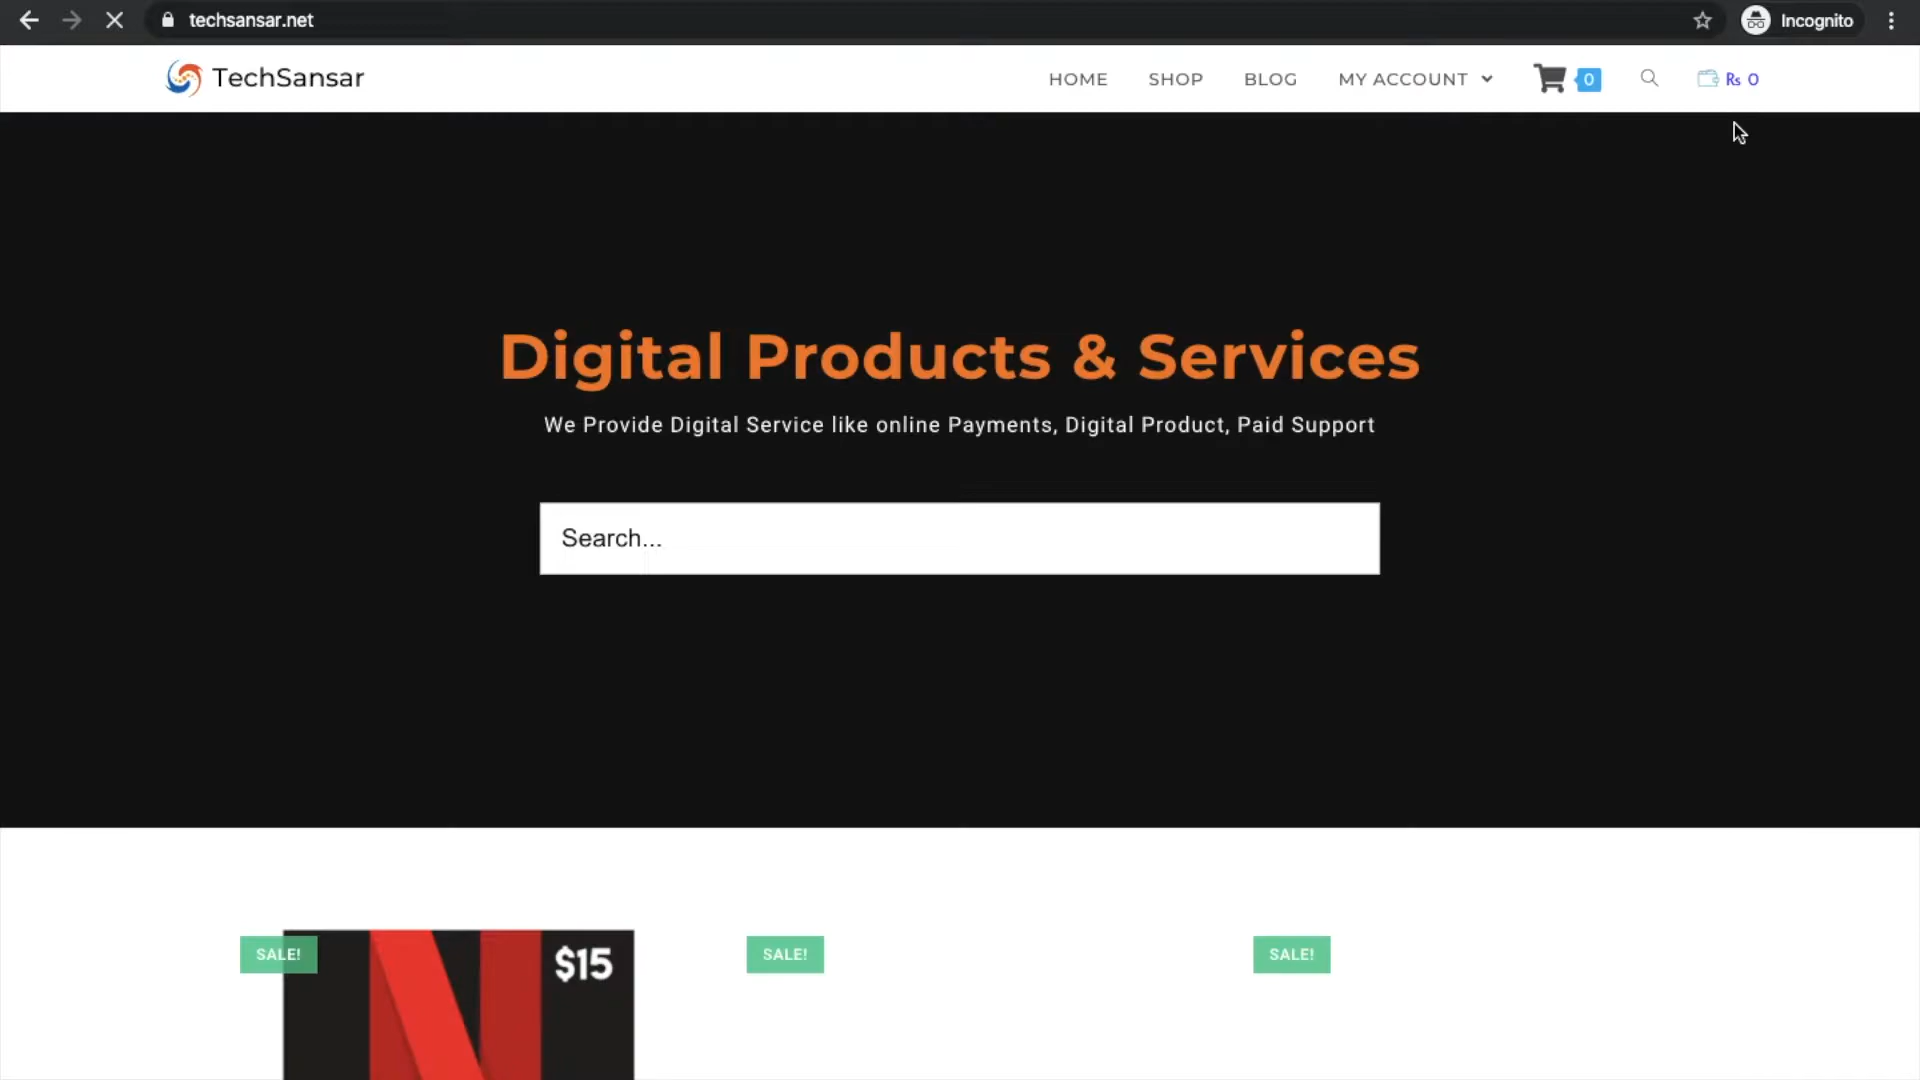 techsansar.net
Incognito
TechSansar
HOME SHOP BLOG MY ACCOUNT 0 ₨ 0
Digital Products & Services
We Provide Digital Service like online Payments, Digital Product, Paid Support
Search...
SALE! $15 SALE! SALE!